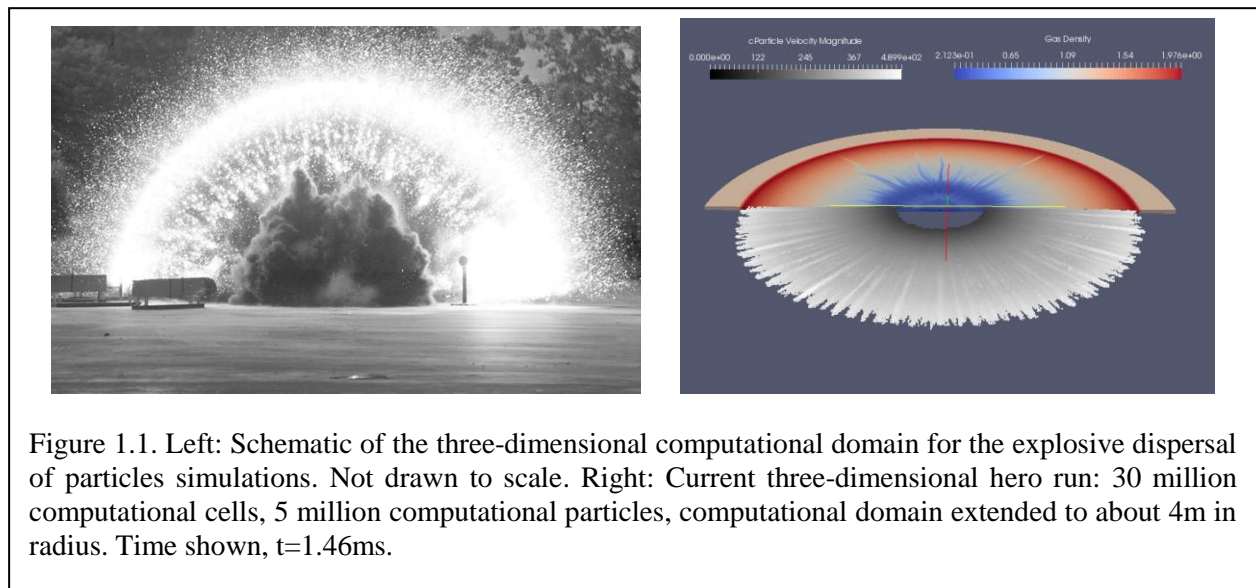 cParticle Velocity Magnitude
0.000e+00 122 245 367 4.899e+02
Gas Density
2.123e-01 0.65 1.09 1.54 1.976e+00
Figure 1.1. Left: Schematic of the three-dimensional computational domain for the explosive dispersal
of particles simulations. Not drawn to scale. Right: Current three-dimensional hero run: 30 million
computational cells, 5 million computational particles, computational domain extended to about 4m in
radius. Time shown, t=1.46ms.